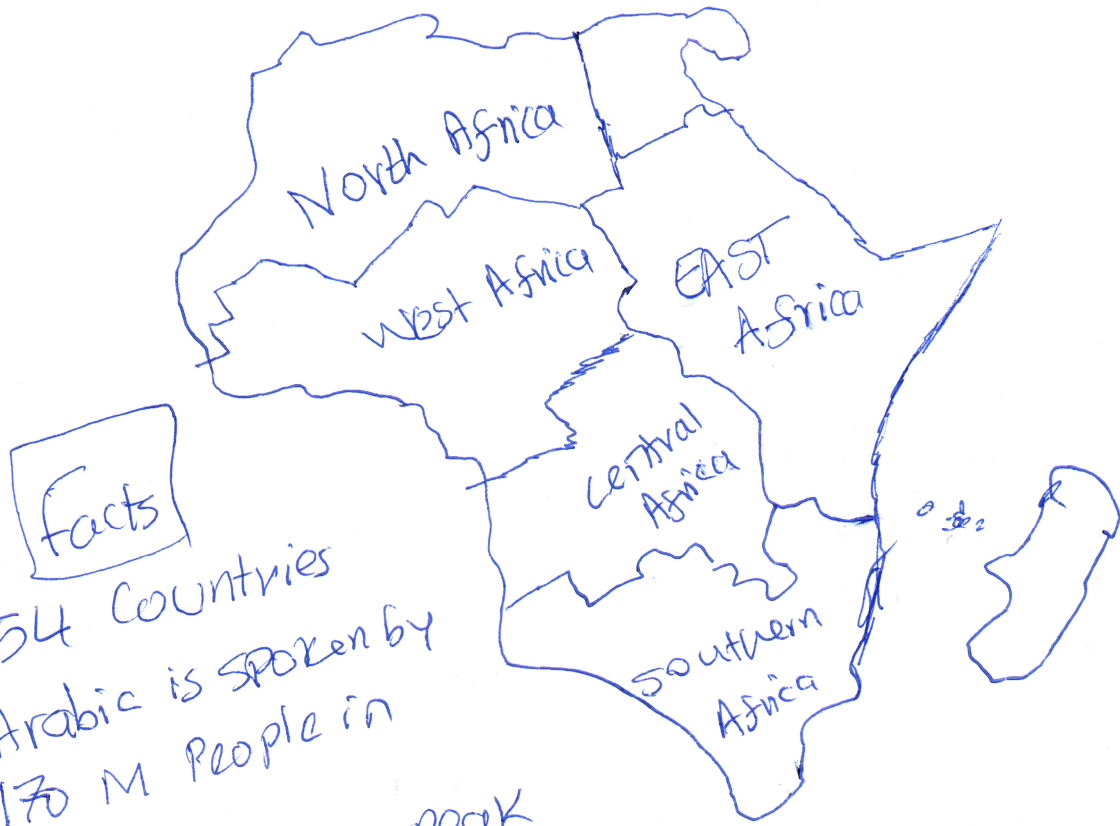 North Africa
West Africa
EAST
Africa
Central
Africa
Southern
Africa
Facts
54 Countries
Arabic is spoken by
170 M People in